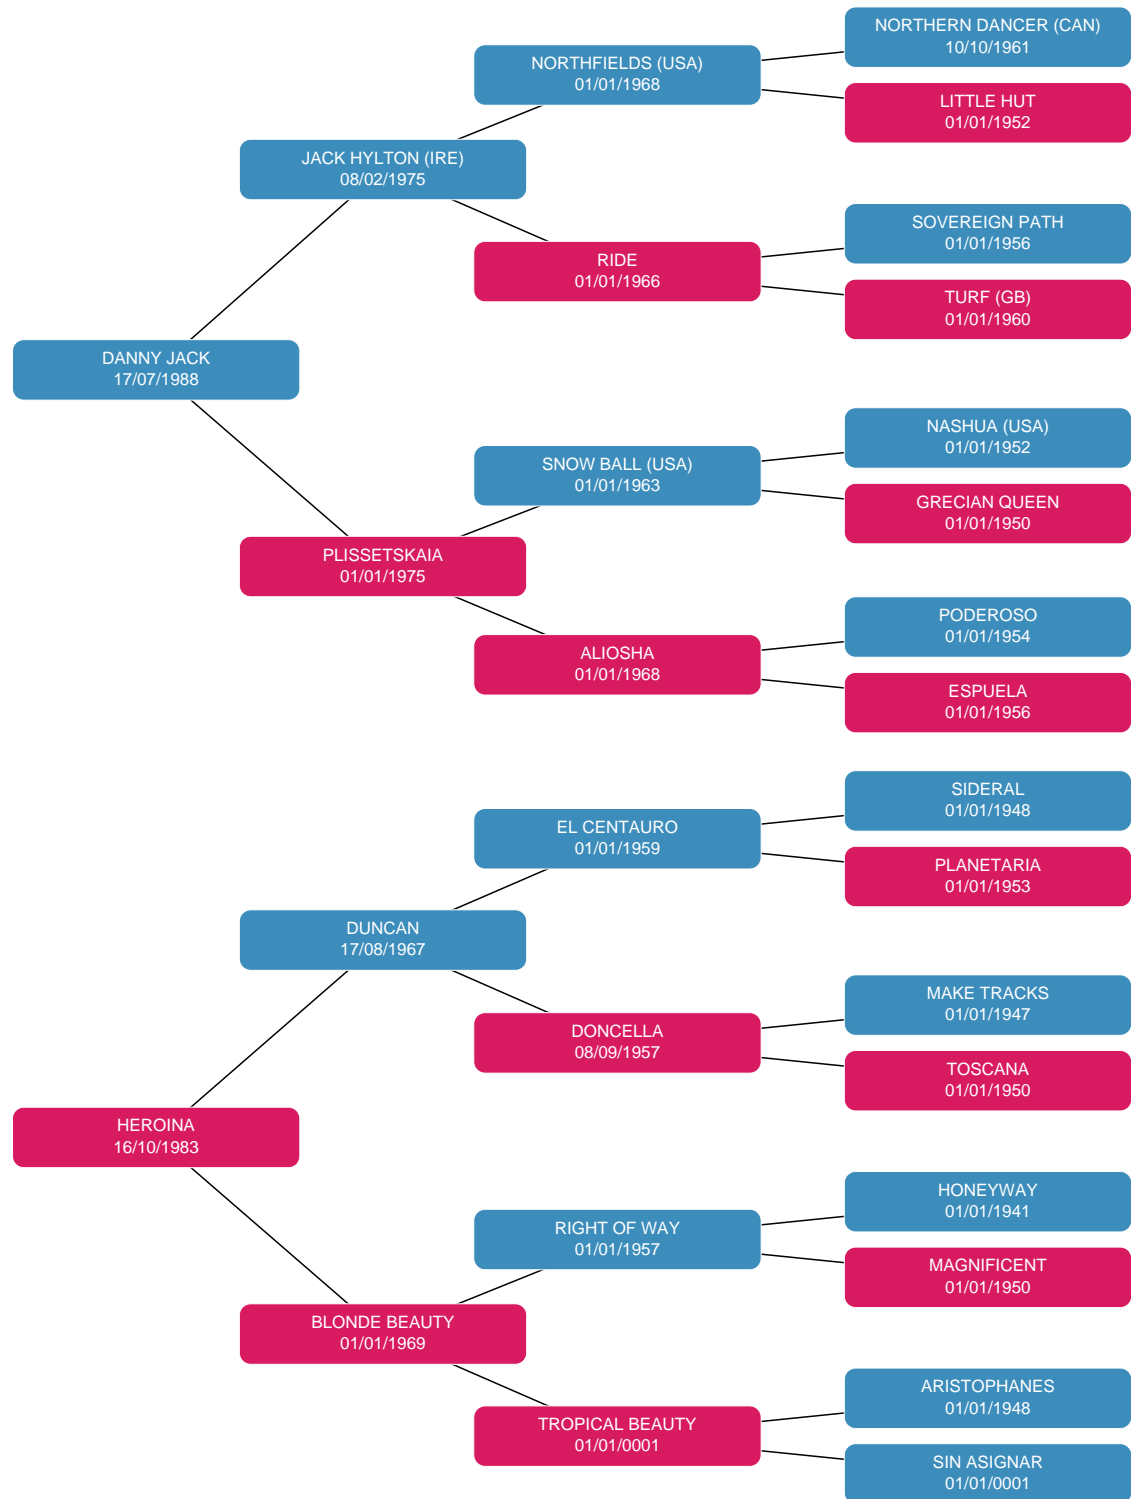 NORTHERN DANCER (CAN)
10/10/1961
NORTHFIELDS (USA)
01/01/1968
LITTLE HUT
01/01/1952
JACK HYLTON (IRE)
08/02/1975
SOVEREIGN PATH
01/01/1956
RIDE
01/01/1966
TURF (GB)
01/01/1960
DANNY JACK
17/07/1988
NASHUA (USA)
01/01/1952
SNOW BALL (USA)
01/01/1963
GRECIAN QUEEN
01/01/1950
PLISSETSKAIA
01/01/1975
PODEROSO
01/01/1954
ALIOSHA
01/01/1968
ESPUELA
01/01/1956
SIDERAL
01/01/1948
EL CENTAURO
01/01/1959
PLANETARIA
01/01/1953
DUNCAN
17/08/1967
MAKE TRACKS
01/01/1947
DONCELLA
08/09/1957
TOSCANA
01/01/1950
HEROINA
16/10/1983
HONEYWAY
01/01/1941
RIGHT OF WAY
01/01/1957
MAGNIFICENT
01/01/1950
BLONDE BEAUTY
01/01/1969
ARISTOPHANES
01/01/1948
TROPICAL BEAUTY
01/01/0001
SIN ASIGNAR
01/01/0001